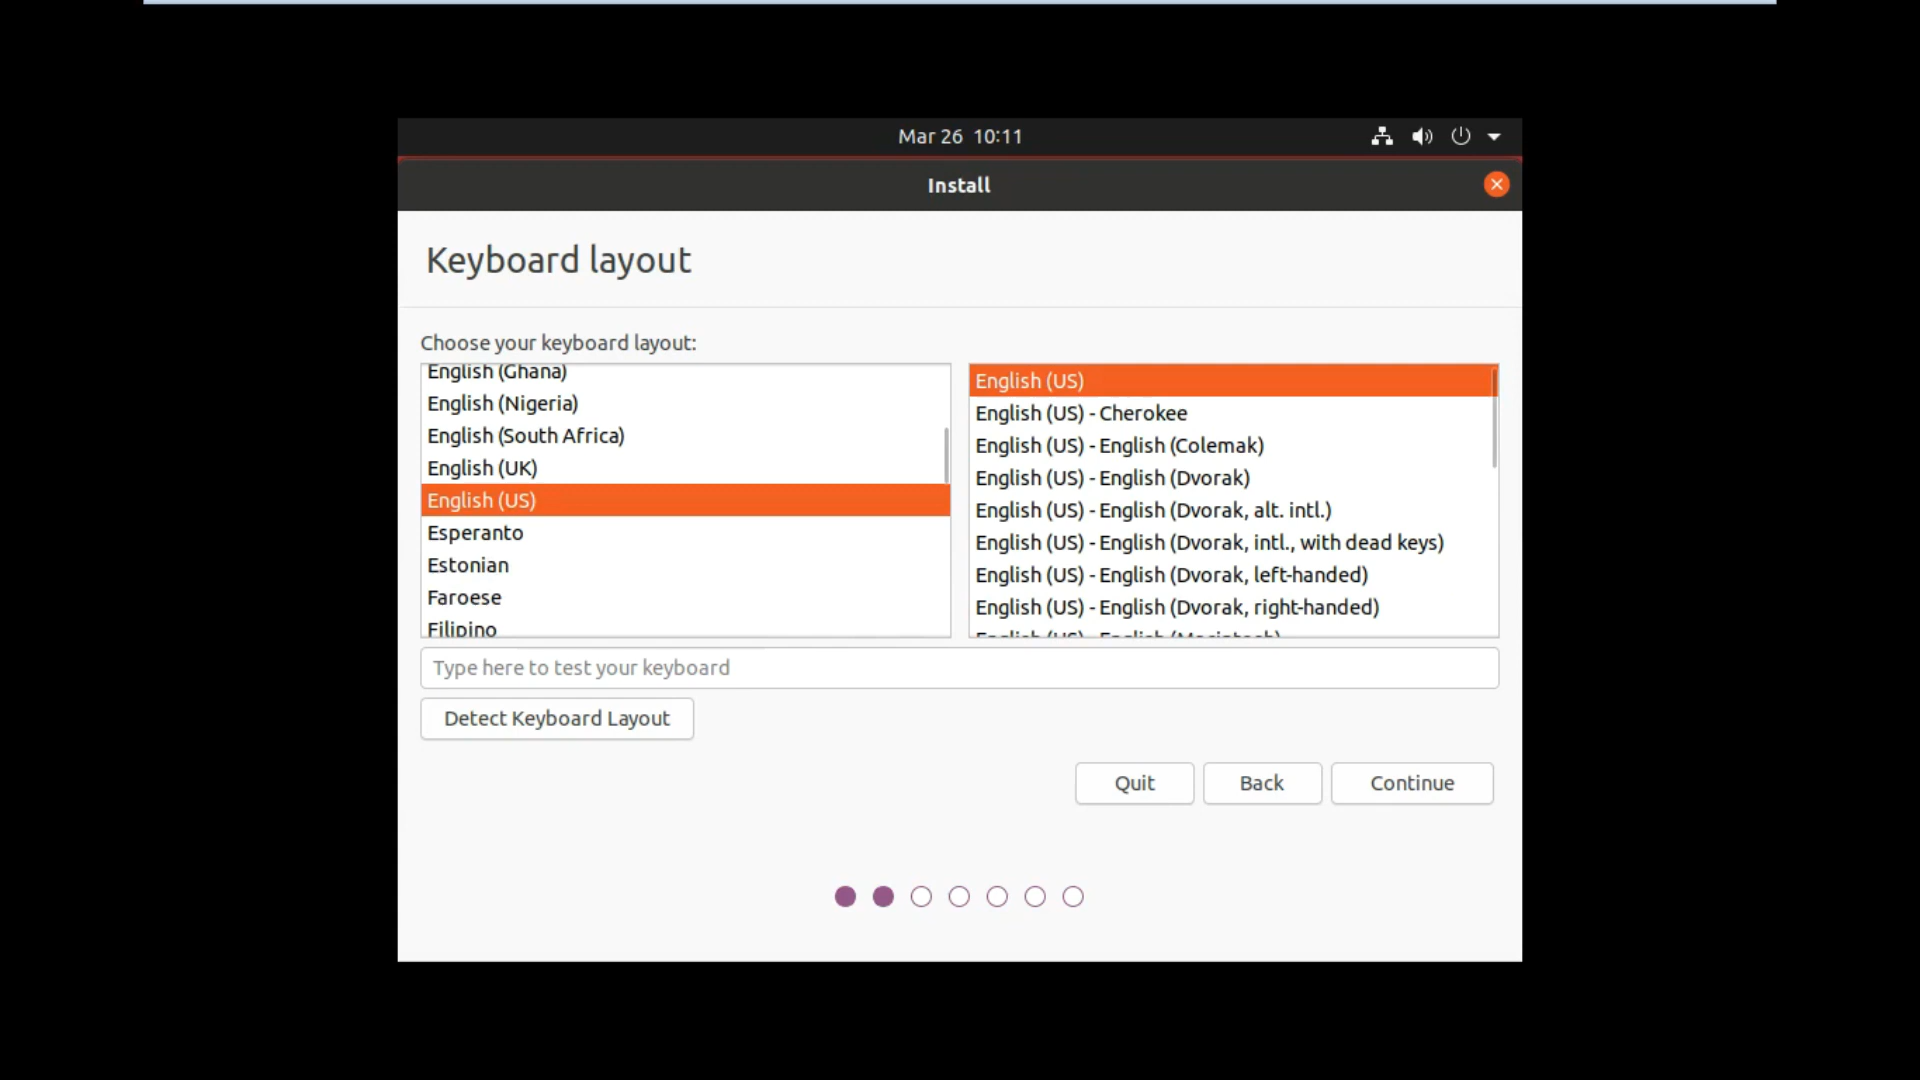 Mar 26 10:11
Install
Keyboard layout
Choose your keyboard layout:
English (Ghana)
English (Nigeria)
English (South Africa)
English (UK)
English (US)
Esperanto
Estonian
Faroese
Filipino
English (US)
English (US) - Cherokee
English (US) - English (Colemak)
English (US) - English (Dvorak)
English (US) - English (Dvorak, alt. intl.)
English (US) - English (Dvorak, intl., with dead keys)
English (US) - English (Dvorak, left-handed)
English (US) - English (Dvorak, right-handed)
English (US) - English (Macintosh)
Type here to test your keyboard
Detect Keyboard Layout
Quit
Back
Continue